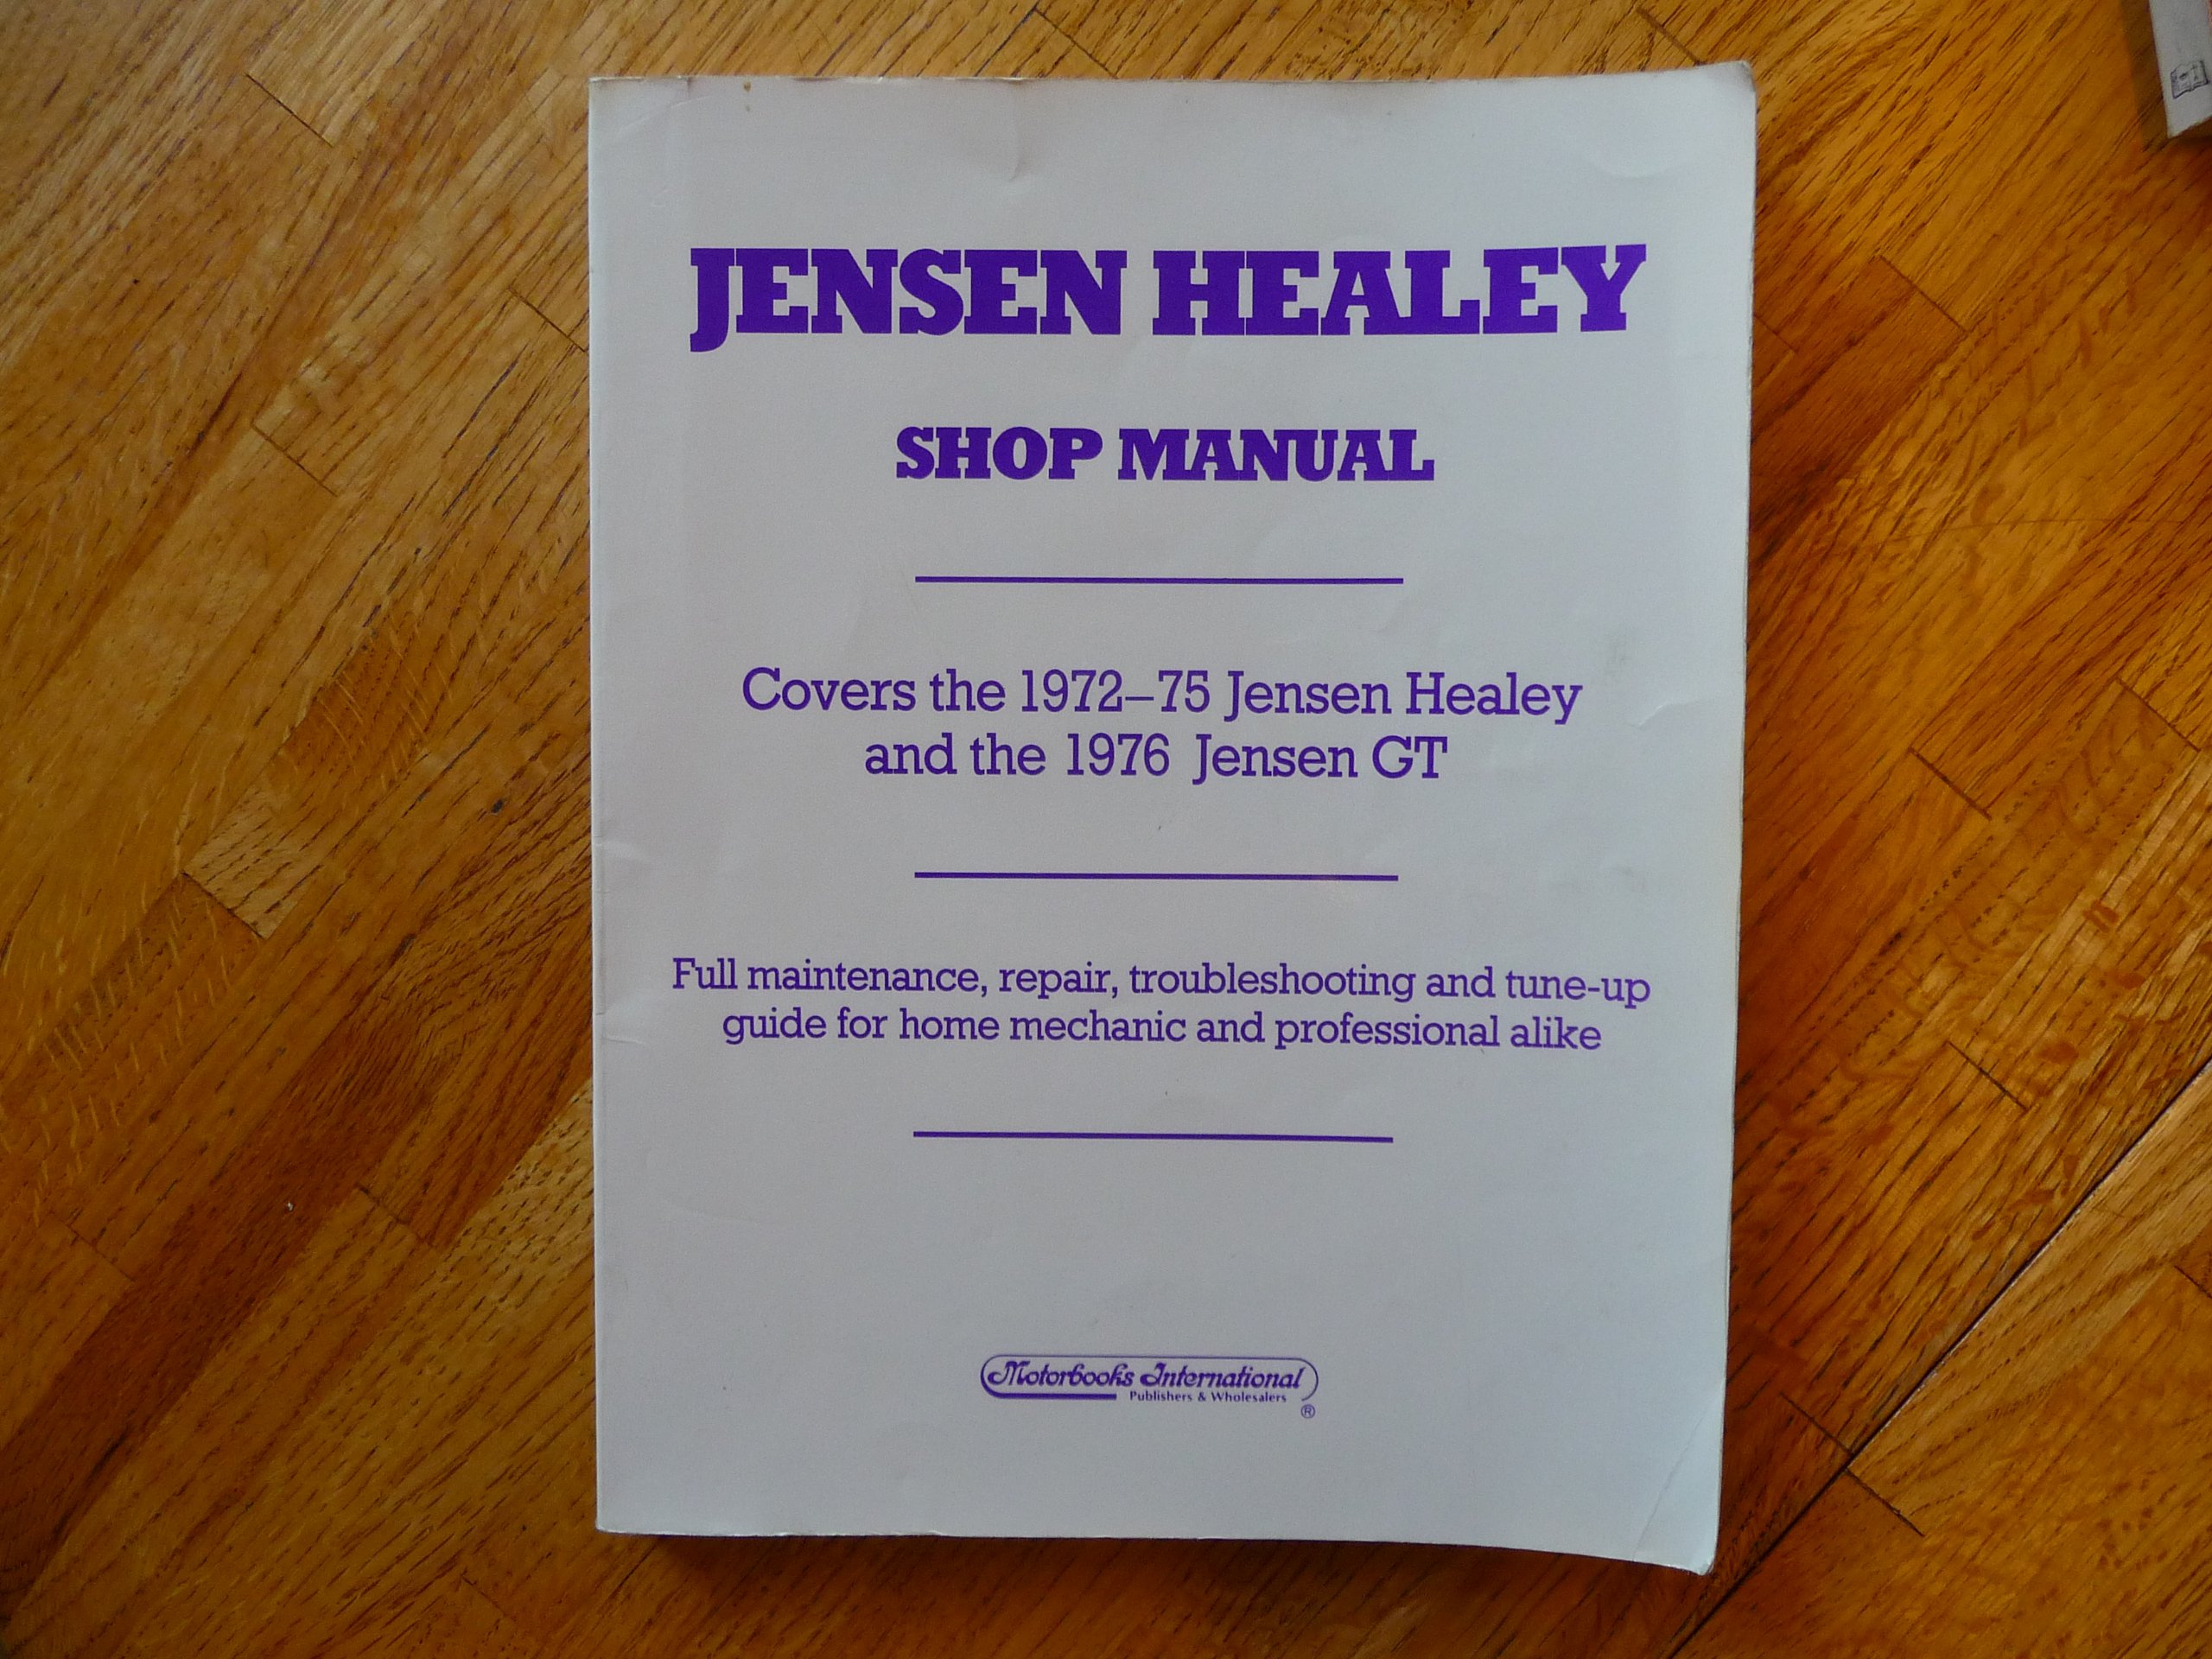 JENSEN HEALEY
SHOP MANUAL
Covers the 1972–75 Jensen Healey
and the 1976 Jensen GT
Full maintenance, repair, troubleshooting and tune-up
guide for home mechanic and professional alike
Motorbooks International
Publishers & Wholesalers
®